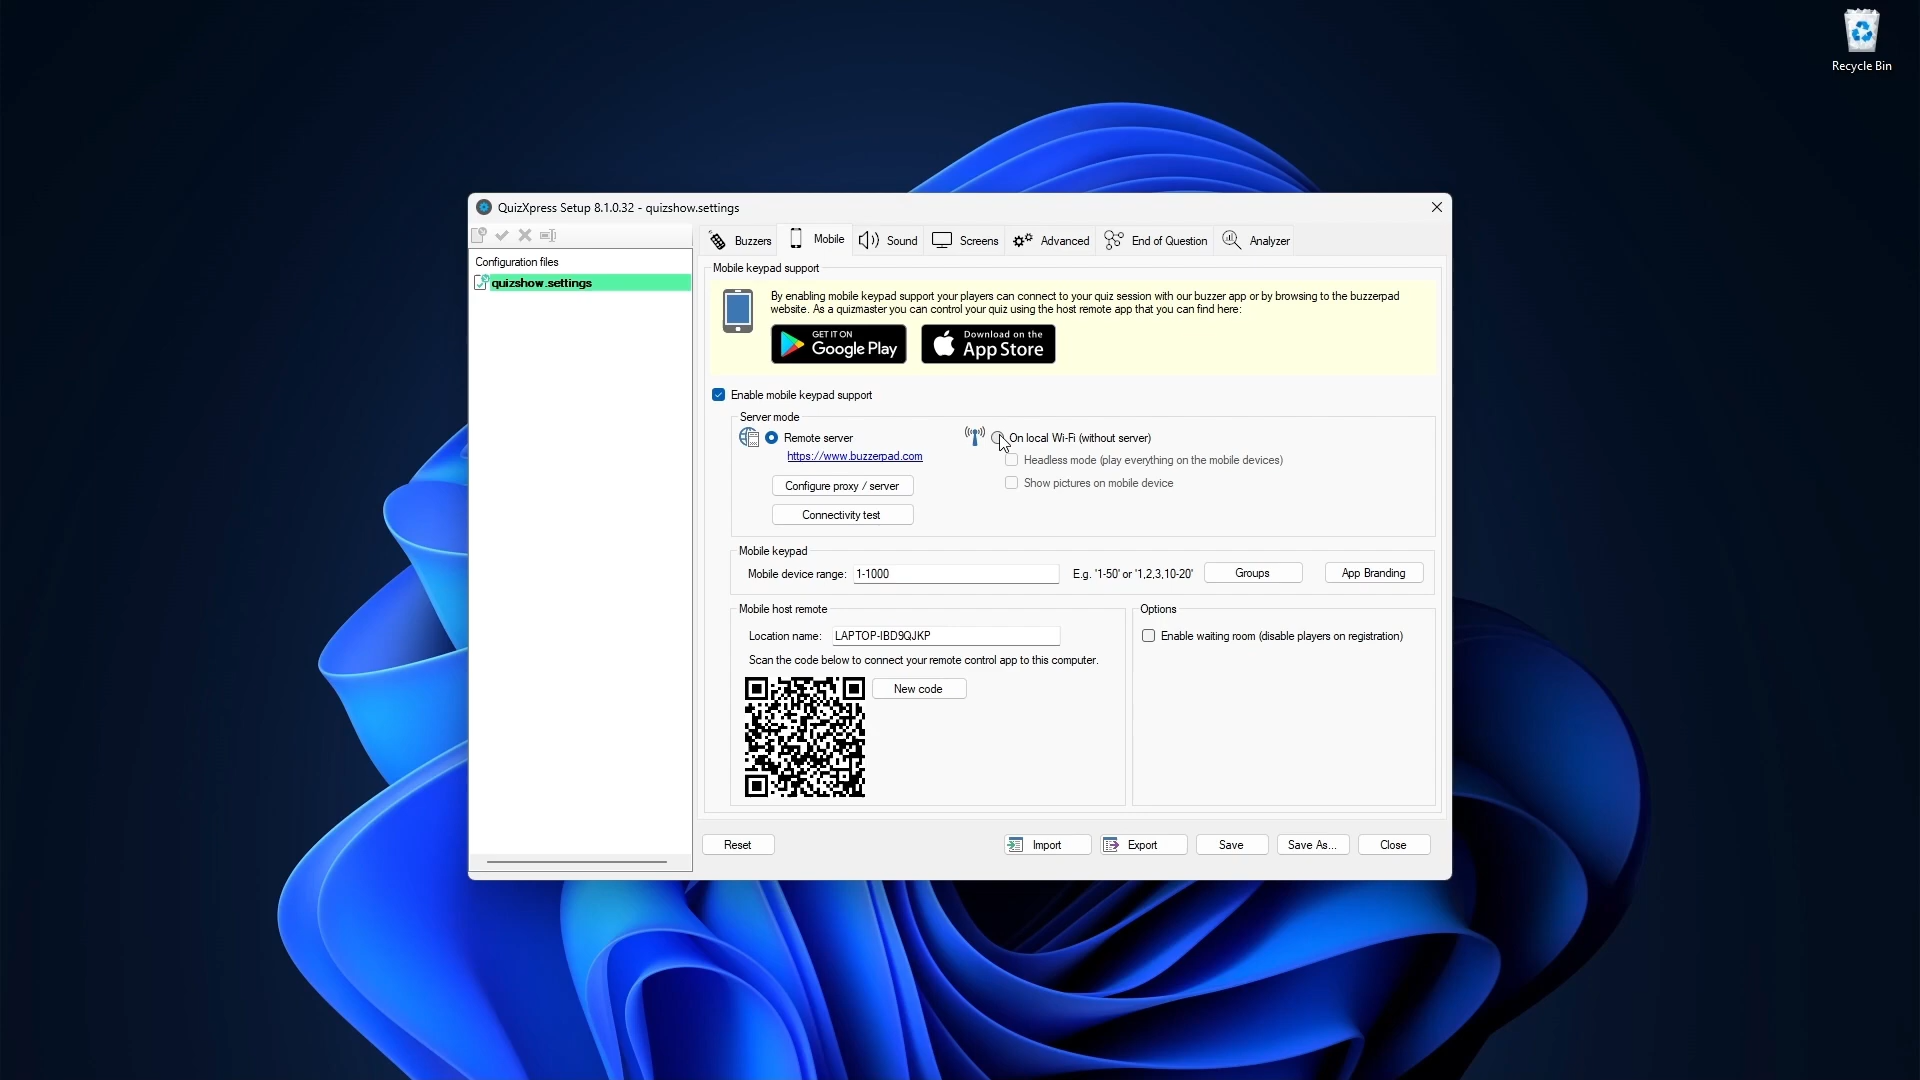 Recycle Bin
QuizXpress Setup 8.1.0.32 - quizshow.settings
Buzzers
Mobile
Sound
Screens
Advanced
End of Question
Analyzer
Configuration files
quizshow.settings
Mobile keypad support
By enabling mobile keypad support your players can connect to your quiz session with our buzzer app or by browsing to the buzzerpad
website. As a quizmaster you can control your quiz using the host remote app that you can find here:
GET IT ON
Google Play
Download on the
App Store
Enable mobile keypad support
Server mode
Remote server
On local Wi-Fi (without server)
https://www.buzzerpad.com
Headless mode (play everything on the mobile devices)
Configure proxy / server
Show pictures on mobile device
Connectivity test
Mobile keypad
Mobile device range: 1-1000 E.g. '1-50' or '1,2,3,10-20' Groups App Branding
Mobile host remote
Options
Location name: LAPTOP-IBD9QJKP
Enable waiting room (disable players on registration)
Scan the code below to connect your remote control app to this computer.
New code
Reset
Import
Export
Save
Save As...
Close